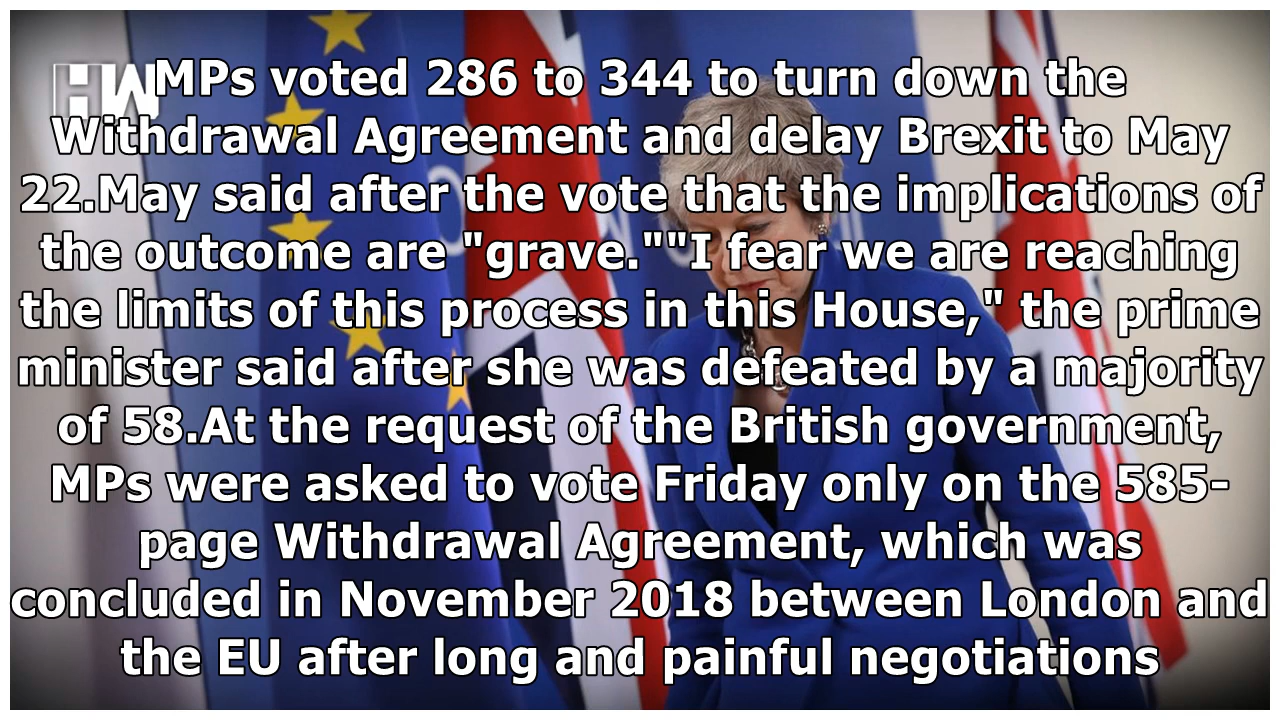 HW
MPs voted 286 to 344 to turn down the
Withdrawal Agreement and delay Brexit to May
22.May said after the vote that the implications of
the outcome are "grave.""I fear we are reaching
the limits of this process in this House," the prime
minister said after she was defeated by a majority
of 58.At the request of the British government,
MPs were asked to vote Friday only on the 585-
page Withdrawal Agreement, which was
concluded in November 2018 between London and
the EU after long and painful negotiations